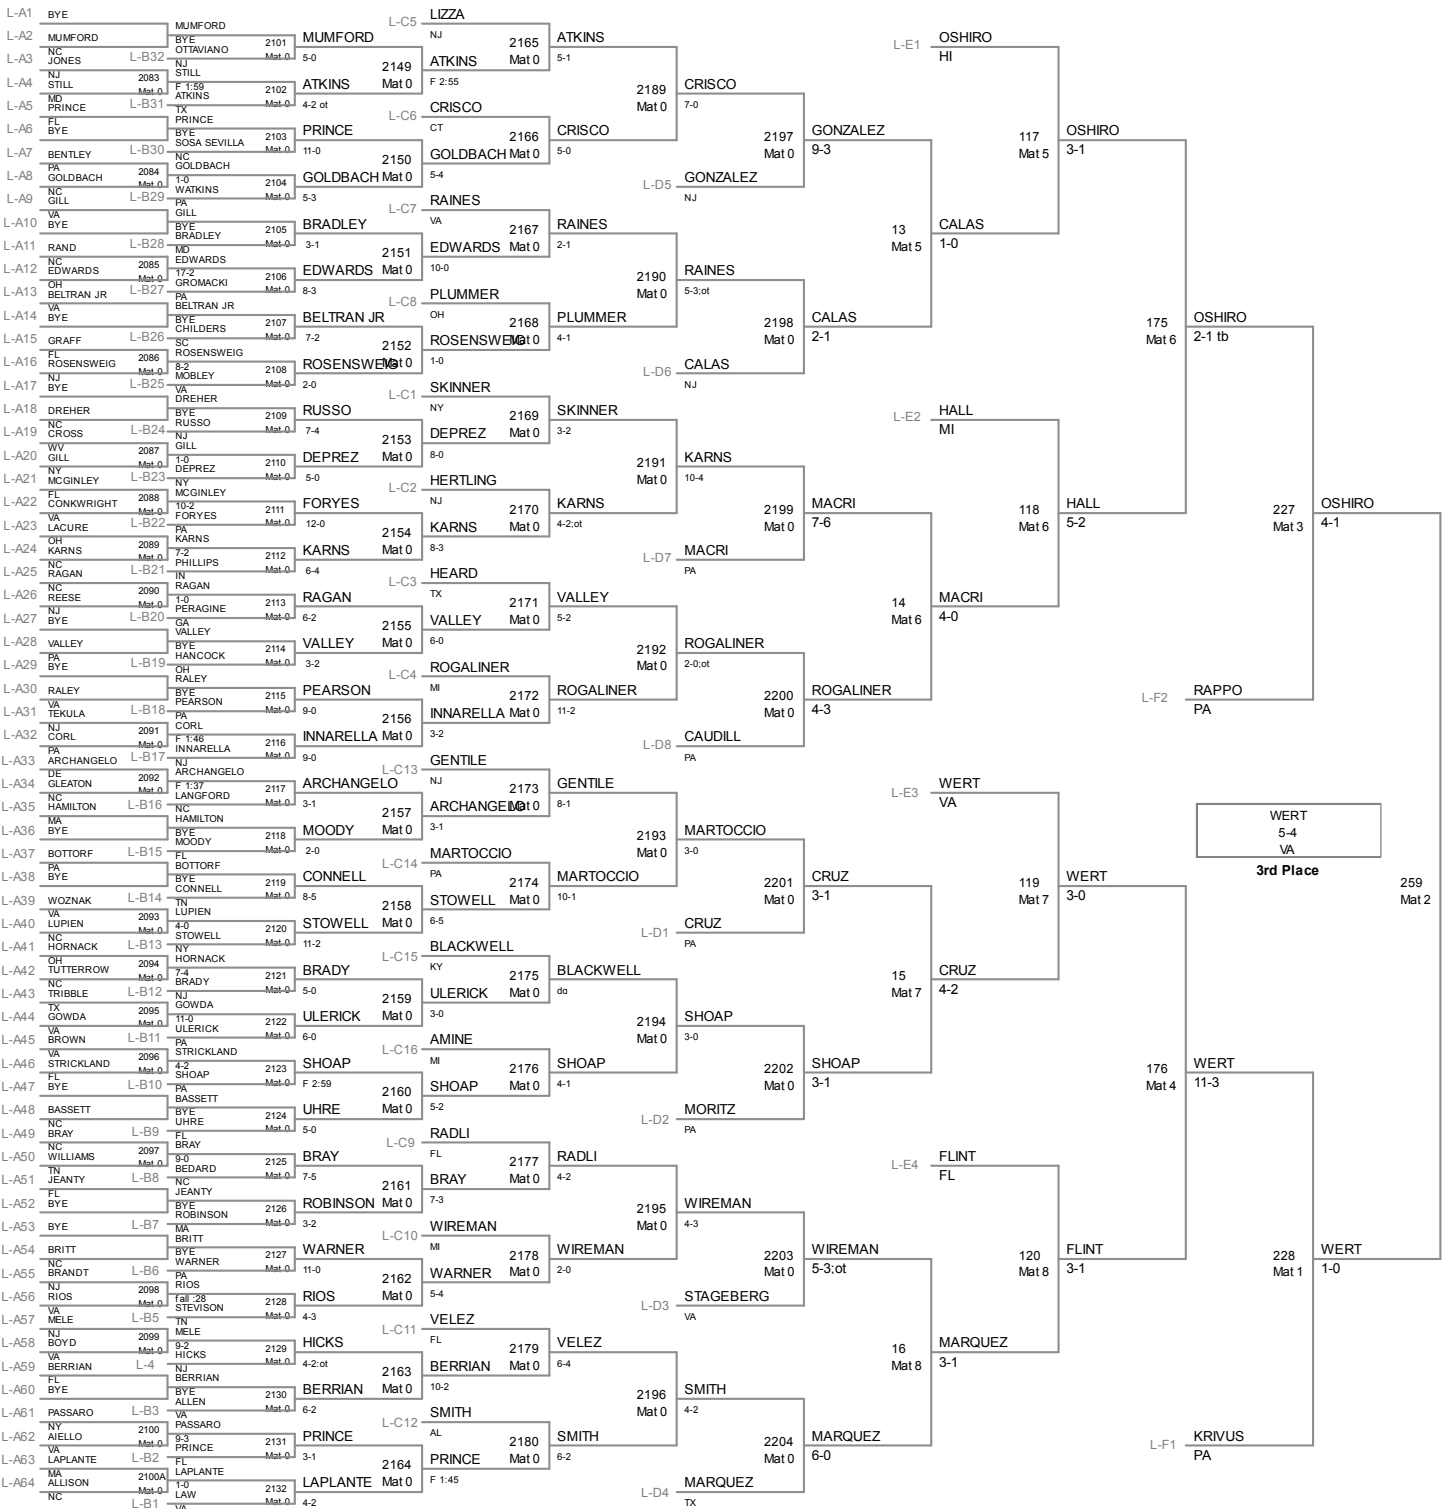 L-A1 BYE
L-A2 MUMFORD
NC
L-A3 JONES
NJ
L-A4 STILL
MD
L-A5 PRINCE
FL
L-A6 BYE
L-A7 BENTLEY
PA
L-A8 GOLDBACH
NC
L-A9 GILL
VA
L-A10 BYE
L-A11 RAND
NC
L-A12 EDWARDS
OH
L-A13 BELTRAN JR
VA
L-A14 BYE
L-A15 GRAFF
FL
L-A16 ROSENSWEIG
NJ
L-A17 BYE
L-A18 DREHER
NC
L-A19 CROSS
WV
L-A20 GILL
NY
L-A21 MCGINLEY
FL
L-A22 CONKWRIGHT
VA
L-A23 LACURE
OH
L-A24 KARNS
NC
L-A25 RAGAN
NC
L-A26 REESE
NJ
L-A27 BYE
L-A28 VALLEY
PA
L-A29 BYE
L-A30 RALEY
VA
L-A31 TEKULA
NJ
L-A32 CORL
PA
L-A33 ARCHANGELO
DE
L-A34 GLEATON
NC
L-A35 HAMILTON
MA
L-A36 BYE
L-A37 BOTTORF
PA
L-A38 BYE
L-A39 WOZNAK
VA
L-A40 LUPIEN
NC
L-A41 HORNACK
OH
L-A42 TUTTERROW
NC
L-A43 TRIBBLE
TX
L-A44 GOWDA
VA
L-A45 BROWN
VA
L-A46 STRICKLAND
FL
L-A47 BYE
L-A48 BASSETT
NC
L-A49 BRAY
NC
L-A50 WILLIAMS
TN
L-A51 JEANTY
FL
L-A52 BYE
L-A53 BYE
L-A54 BRITT
NC
L-A55 BRANDT
NJ
L-A56 RIOS
VA
L-A57 MELE
NJ
L-A58 BOYD
VA
L-A59 BERRIAN
FL
L-A60 BYE
L-A61 PASSARO
NY
L-A62 AIELLO
VA
L-A63 LAPLANTE
MA
L-A64 ALLISON
NC
2083
Mat 0
2084
Mat 0
2085
Mat 0
2086
Mat 0
2087
Mat 0
2088
Mat 0
2089
Mat 0
2090
Mat 0
2091
Mat 0
2092
Mat 0
2093
Mat 0
2094
Mat 0
2095
Mat 0
2096
Mat 0
2097
Mat 0
2098
Mat 0
2099
Mat 0
2100
Mat 0
2100A
Mat 0
MUMFORD
BYE
L-B32 OTTAVIANO
NJ
STILL
F 1:59
L-B31 ATKINS
TX
PRINCE
BYE
L-B30 SOSA SEVILLA
NC
GOLDBACH
1-0
L-B29 WATKINS
PA
GILL
BYE
L-B28 BRADLEY
MD
EDWARDS
17-2
L-B27 GROMACKI
PA
BELTRAN JR
BYE
L-B26 CHILDERS
SC
ROSENSWEIG
8-2
L-B25 MOBLEY
VA
DREHER
BYE
L-B24 RUSSO
NJ
GILL
1-0
L-B23 DEPREZ
NY
MCGINLEY
10-2
L-B22 FORYES
PA
KARNS
7-2
L-B21 PHILLIPS
IN
RAGAN
1-0
L-B20 PERAGINE
GA
VALLEY
BYE
L-B19 HANCOCK
OH
RALEY
BYE
L-B18 PEARSON
PA
CORL
F 1:46
L-B17 INNARELLA
NJ
ARCHANGELO
F 1:37
L-B16 LANGFORD
NC
HAMILTON
BYE
L-B15 MOODY
FL
BOTTORF
BYE
L-B14 CONNELL
TN
LUPIEN
4-0
L-B13 STOWELL
NY
HORNACK
7-4
L-B12 BRADY
NJ
GOWDA
11-0
L-B11 ULERICK
PA
STRICKLAND
4-2
L-B10 SHOAP
PA
BASSETT
BYE
L-B9 UHRE
FL
BRAY
9-0
L-B8 BEDARD
NC
JEANTY
BYE
L-B7 ROBINSON
MA
BRITT
BYE
L-B6 WARNER
PA
RIOS
fall :28
L-B5 STEVISON
TN
MELE
9-2
L-4 HICKS
NJ
BERRIAN
BYE
L-B3 ALLEN
VA
PASSARO
9-3
L-B2 PRINCE
FL
LAPLANTE
1-0
L-B1 LAW
VA
2101 MUMFORD
Mat 0 5-0
2102 ATKINS
Mat 0 4-2 ot
2103 PRINCE
Mat 0 11-0
2104 GOLDBACH
Mat 0 5-3
2105 BRADLEY
Mat 0 3-1
2106 EDWARDS
Mat 0 8-3
2107 BELTRAN JR
Mat 0 7-2
2108 ROSENSWEIG
Mat 0 2-0
2109 RUSSO
Mat 0 7-4
2110 DEPREZ
Mat 0 5-0
2111 FORYES
Mat 0 12-0
2112 KARNS
Mat 0 6-4
2113 RAGAN
Mat 0 6-2
2114 VALLEY
Mat 0 3-2
2115 PEARSON
Mat 0 9-0
2116 INNARELLA
Mat 0 9-0
2117 ARCHANGELO
Mat 0 3-1
2118 MOODY
Mat 0 2-0
2119 CONNELL
Mat 0 8-5
2120 STOWELL
Mat 0 11-2
2121 BRADY
Mat 0 5-0
2122 ULERICK
Mat 0 6-0
2123 SHOAP
Mat 0 F 2:59
2124 UHRE
Mat 0 5-0
2125 BRAY
Mat 0 7-5
2126 ROBINSON
Mat 0 3-2
2127 WARNER
Mat 0 11-0
2128 RIOS
Mat 0 4-3
2129 HICKS
Mat 0 4-2:ot
2130 BERRIAN
Mat 0 6-2
2131 PRINCE
Mat 0 3-1
2132 LAPLANTE
Mat 0 4-2
L-C5 LIZZA
NJ
2149 ATKINS
Mat 0 F 2:55
L-C6 CRISCO
CT
2150 GOLDBACH
Mat 0 5-4
L-C7 RAINES
VA
2151 EDWARDS
Mat 0 10-0
L-C8 PLUMMER
OH
2152 ROSENSWEIG
Mat 0 1-0
L-C1 SKINNER
NY
2153 DEPREZ
Mat 0 8-0
L-C2 HERTLING
NJ
2154 KARNS
Mat 0 8-3
L-C3 HEARD
TX
2155 VALLEY
Mat 0 6-0
L-C4 ROGALINER
MI
2156 INNARELLA
Mat 0 3-2
L-C13 GENTILE
NJ
2157 ARCHANGELO
Mat 0 3-1
L-C14 MARTOCCIO
PA
2158 STOWELL
Mat 0 6-5
L-C15 BLACKWELL
KY
2159 ULERICK
Mat 0 3-0
L-C16 AMINE
MI
2160 SHOAP
Mat 0 5-2
L-C9 RADLI
FL
2161 BRAY
Mat 0 7-3
L-C10 WIREMAN
MI
2162 WARNER
Mat 0 5-4
L-C11 VELEZ
FL
2163 BERRIAN
Mat 0 10-2
L-C12 SMITH
AL
2164 PRINCE
Mat 0 F 1:45
2165 ATKINS
Mat 0 5-1
2166 CRISCO
Mat 0 5-0
2167 RAINES
Mat 0 2-1
2168 PLUMMER
Mat 0 4-1
2169 SKINNER
Mat 0 3-2
2170 KARNS
Mat 0 4-2;ot
2171 VALLEY
Mat 0 5-2
2172 ROGALINER
Mat 0 11-2
2173 GENTILE
Mat 0 8-1
2174 MARTOCCIO
Mat 0 10-1
2175 BLACKWELL
Mat 0 dq
2176 SHOAP
Mat 0 4-1
2177 RADLI
Mat 0 4-2
2178 WIREMAN
Mat 0 2-0
2179 VELEZ
Mat 0 6-4
2180 SMITH
Mat 0 6-2
2189 CRISCO
Mat 0 7-0
L-D5 GONZALEZ
NJ
2190 RAINES
Mat 0 5-3;ot
L-D6 CALAS
NJ
2191 KARNS
Mat 0 10-4
L-D7 MACRI
PA
2192 ROGALINER
Mat 0 2-0;ot
L-D8 CAUDILL
PA
2193 MARTOCCIO
Mat 0 3-0
L-D1 CRUZ
PA
2194 SHOAP
Mat 0 3-0
L-D2 MORITZ
PA
2195 WIREMAN
Mat 0 4-3
L-D3 STAGEBERG
VA
2196 SMITH
Mat 0 4-2
L-D4 MARQUEZ
TX
2197 GONZALEZ
Mat 0 9-3
2198 CALAS
Mat 0 2-1
2199 MACRI
Mat 0 7-6
2200 ROGALINER
Mat 0 4-3
2201 CRUZ
Mat 0 3-1
2202 SHOAP
Mat 0 3-1
2203 WIREMAN
Mat 0 5-3:ot
2204 MARQUEZ
Mat 0 6-0
L-E1 OSHIRO
HI
13 CALAS
Mat 5 1-0
L-E2 HALL
MI
14 MACRI
Mat 6 4-0
L-E3 WERT
VA
15 CRUZ
Mat 7 4-2
L-E4 FLINT
FL
16 MARQUEZ
Mat 8 3-1
117 OSHIRO
Mat 5 3-1
118 HALL
Mat 6 5-2
119 WERT
Mat 7 3-0
120 FLINT
Mat 8 3-1
175 OSHIRO
Mat 6 2-1 tb
L-F2 RAPPO
PA
176 WERT
Mat 4 11-3
L-F1 KRIVUS
PA
227 OSHIRO
Mat 3 4-1
228 WERT
Mat 1 1-0
WERT
5-4
VA
3rd Place
259
Mat 2